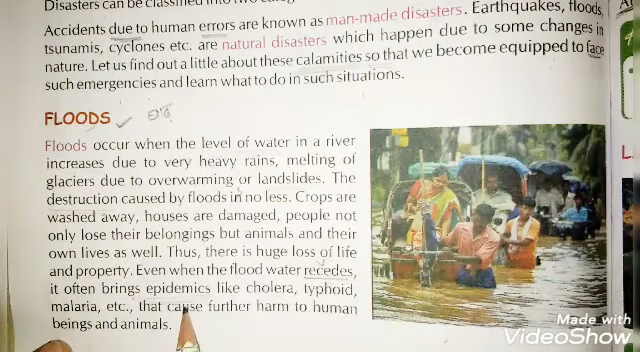 Disasters can be classified into two categ
Accidents due to human errors are known as man-made disasters. Earthquakes, floods,
tsunamis, cyclones etc. are natural disasters which happen due to some changes in
nature. Let us find out a little about these calamities so that we become equipped to face
such emergencies and learn what to do in such situations.
FLOODS
Floods occur when the level of water in a river
increases due to very heavy rains, melting of
glaciers due to overwarming or landslides. The
destruction caused by floods in no less. Crops are
washed away, houses are damaged, people not
only lose their belongings but animals and their
own lives as well. Thus, there is huge loss of life
and property. Even when the flood water recedes,
it often brings epidemics like cholera, typhoid,
malaria, etc., that cause further harm to human
beings and animals.
Made with
VideoShow